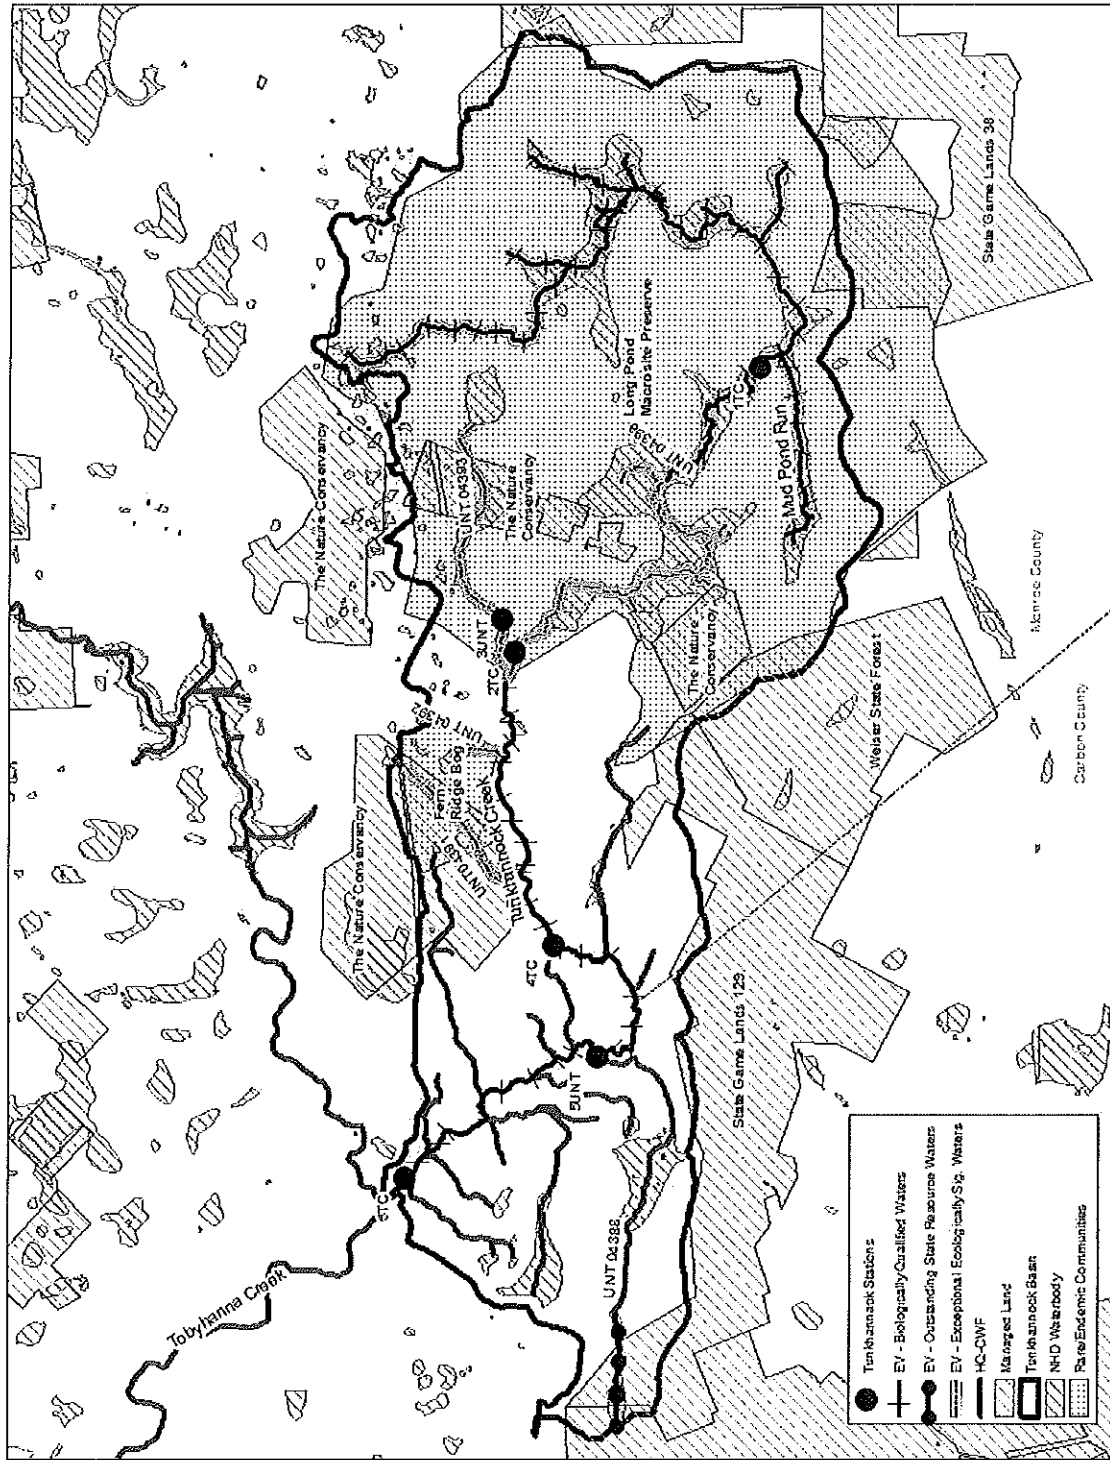 Tobyhanna Creek
6TC
The Nature Conservancy
The Nature Conservancy
Fern
Ridge Bog
UNT 04391
UNT 04392
Tunkhannock Creek
3UNT
2TC
UNT 04393
The Nature
Conservancy
Long Pond
Macrosite Preserve
1TC
Mud Pond Run
The Nature
Conservancy
4TC
5UNT
State Game Lands 38
Weiser State Forest
State Game Lands 129
Monroe County
Carbon County
Tunkhannock Stations
EV - Biologically Qualified Waters
EV - Outstanding State Resource Waters
EV - Exceptional Ecologically Sig. Waters
HQ-CWF
Managed Land
Tunkhannock Basin
NHD Waterbody
Rare/Endemic Communities